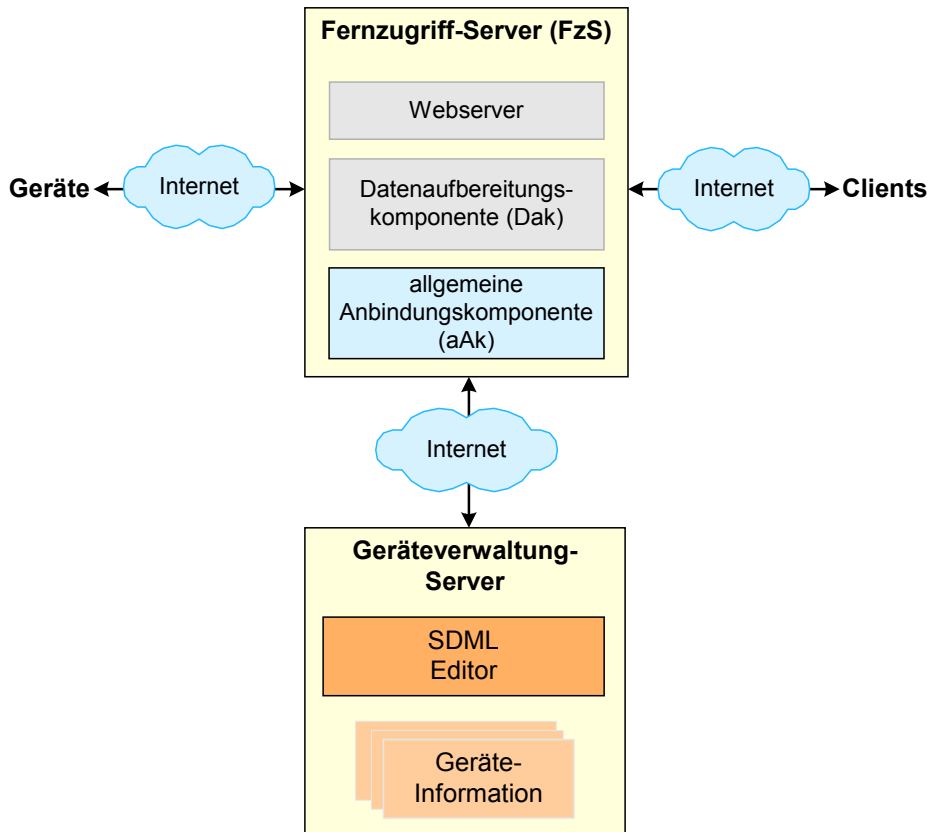 Fernzugriff-Server (FzS)
Webserver
Geräte
Internet
Datenaufbereitungs-
komponente (Dak)
Internet
Clients
allgemeine
Anbindungskomponente
(aAk)
Internet
Geräteverwaltung-
Server
SDML
Editor
Geräte-
Information